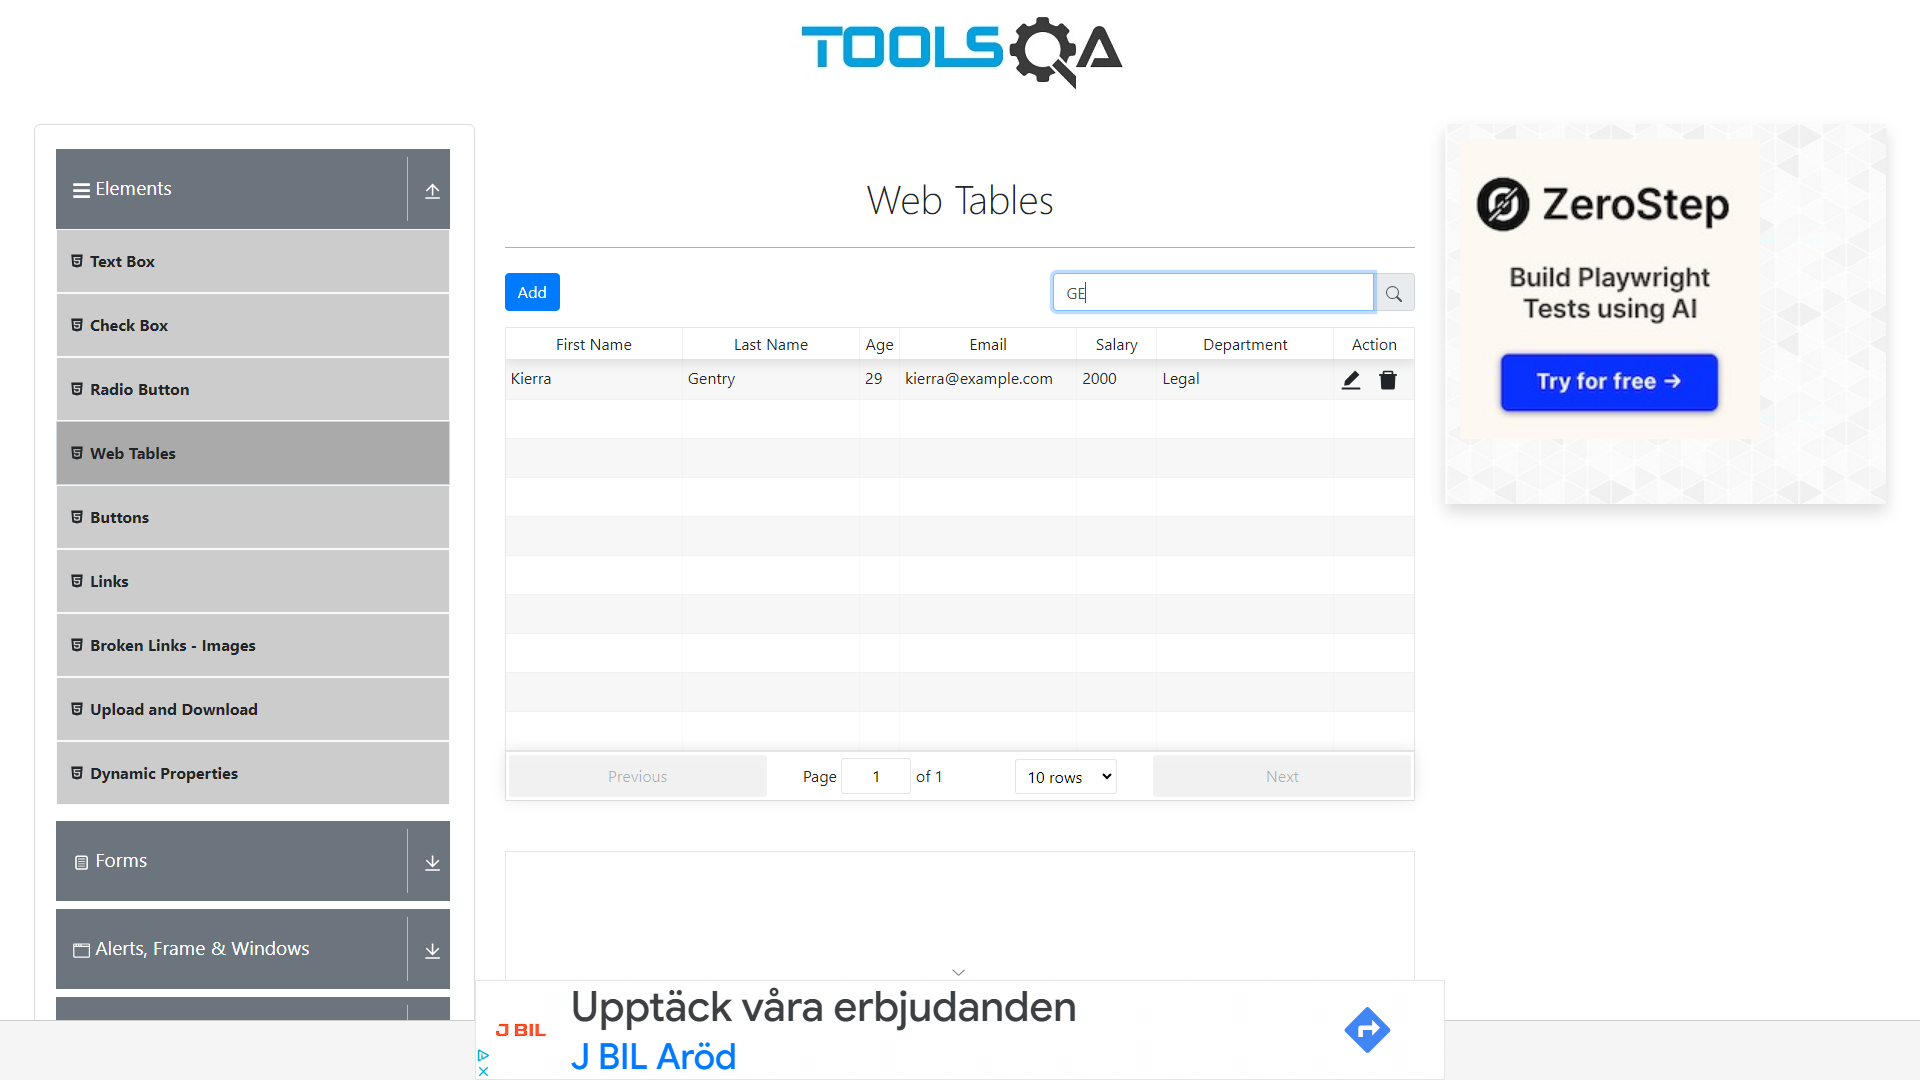 TOOLSQA
Elements
Text Box
Check Box
Radio Button
Web Tables
Buttons
Links
Broken Links - Images
Upload and Download
Dynamic Properties
Forms
Alerts, Frame & Windows
Web Tables
Add
GE
First Name Last Name Age Email Salary Department Action
Kierra Gentry 29 kierra@example.com 2000 Legal
Previous Page 1 of 1 10 rows Next
ZeroStep
Build Playwright
Tests using AI
Try for free →
J BIL
Upptäck våra erbjudanden
J BIL Aröd